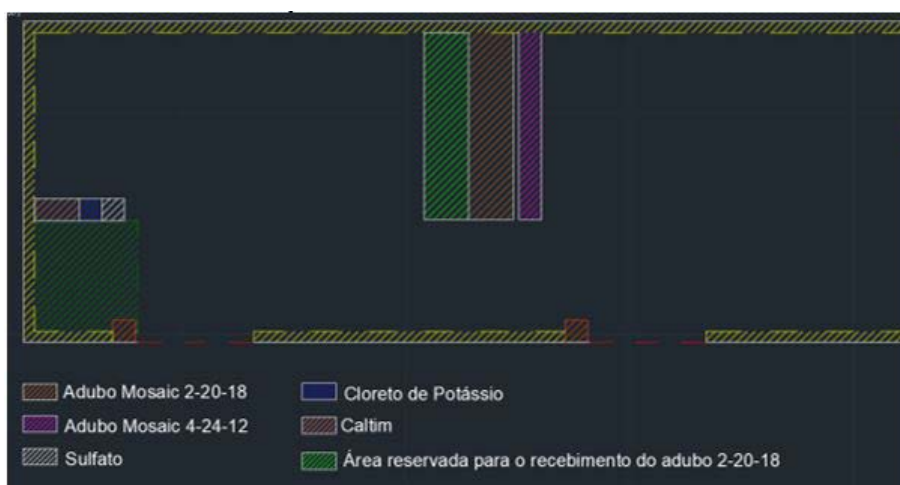 Adubo Mosaic 2-20-18
Cloreto de Potássio
Adubo Mosaic 4-24-12
Caltim
Sulfato
Área reservada para o recebimento do adubo 2-20-18